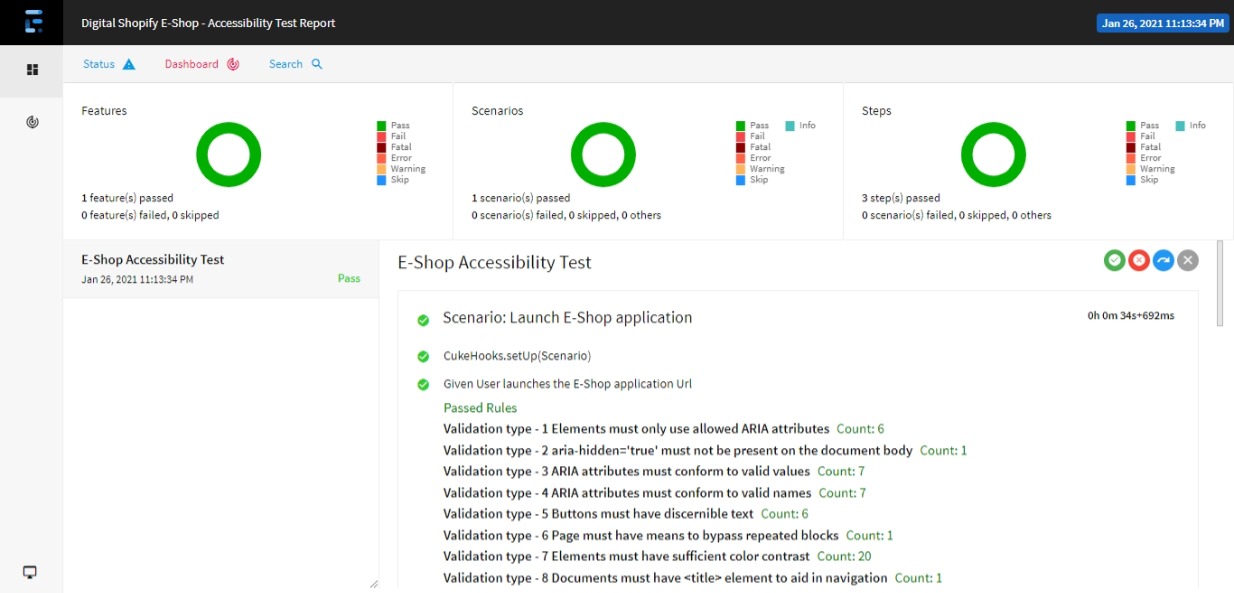 Digital Shopify E-Shop - Accessibility Test Report
Jan 26, 2021 11:13:34 PM
Status
Dashboard
Search
Features
Pass
Fail
Fatal
Error
Warning
Skip
1 feature(s) passed
0 feature(s) failed, 0 skipped
Scenarios
Pass
Info
Fail
Fatal
Error
Warning
Skip
1 scenario(s) passed
0 scenario(s) failed, 0 skipped, 0 others
Steps
Pass
Info
Fail
Fatal
Error
Warning
Skip
3 step(s) passed
0 scenario(s) failed, 0 skipped, 0 others
E-Shop Accessibility Test
Jan 26, 2021 11:13:34 PM
Pass
E-Shop Accessibility Test
Scenario: Launch E-Shop application
0h 0m 34s+692ms
CukeHooks.setUp(Scenario)
Given User launches the E-Shop application Url
Passed Rules
Validation type - 1 Elements must only use allowed ARIA attributes Count: 6
Validation type - 2 aria-hidden='true' must not be present on the document body Count: 1
Validation type - 3 ARIA attributes must conform to valid values Count: 7
Validation type - 4 ARIA attributes must conform to valid names Count: 7
Validation type - 5 Buttons must have discernible text Count: 6
Validation type - 6 Page must have means to bypass repeated blocks Count: 1
Validation type - 7 Elements must have sufficient color contrast Count: 20
Validation type - 8 Documents must have <title> element to aid in navigation Count: 1